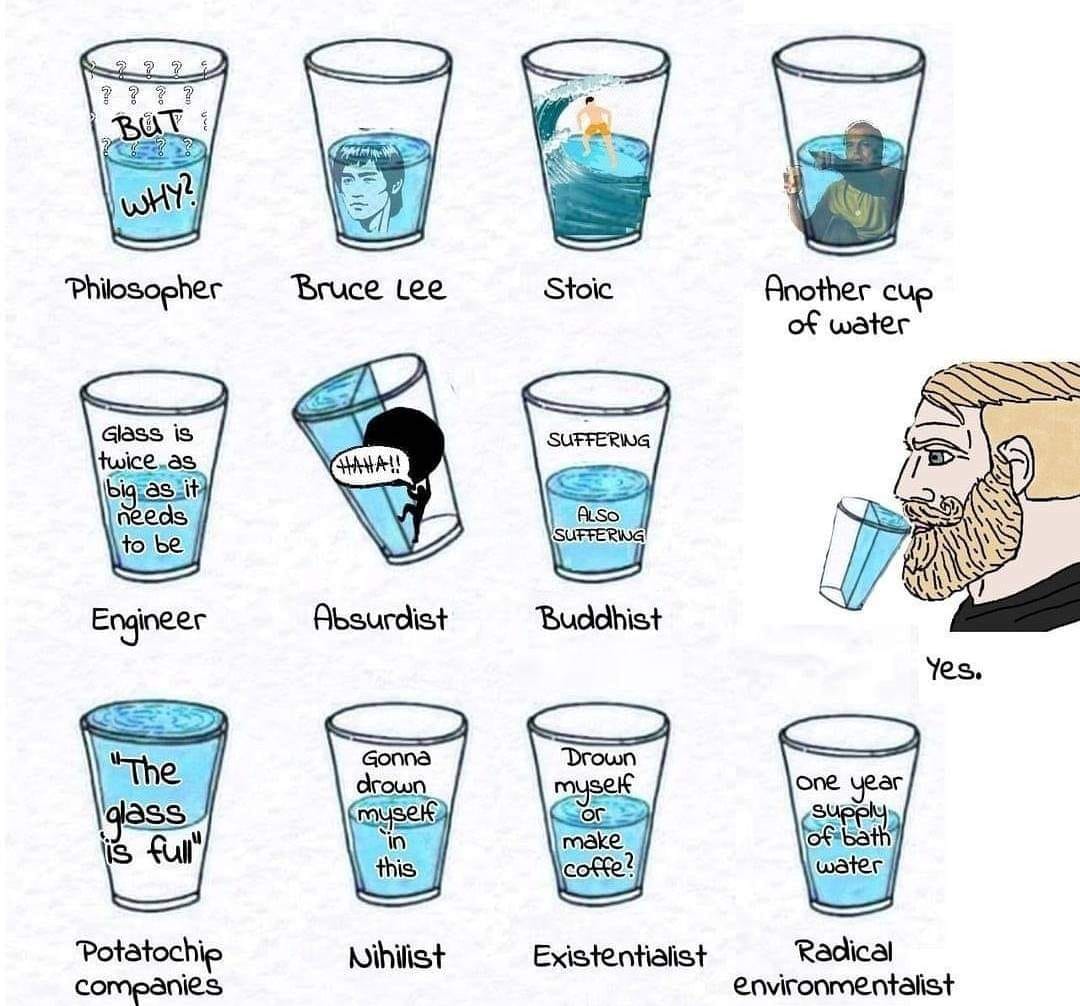 ? ? ? ?
? ? ? ?
BUT ?
? ? ? ?
WHY?
Philosopher
Bruce Lee
Stoic
Another cup
of water
Glass is
twice as
big as it
needs
to be
Engineer
HAHA!!
Absurdist
SUFFERING
ALSO
SUFFERING
Buddhist
Yes.
"The
glass
is full"
Potatochip
companies
Gonna
drown
myself
in
this
Nihilist
Drown
myself
or
make
coffe?
Existentialist
one year
supply
of bath
water
Radical
environmentalist